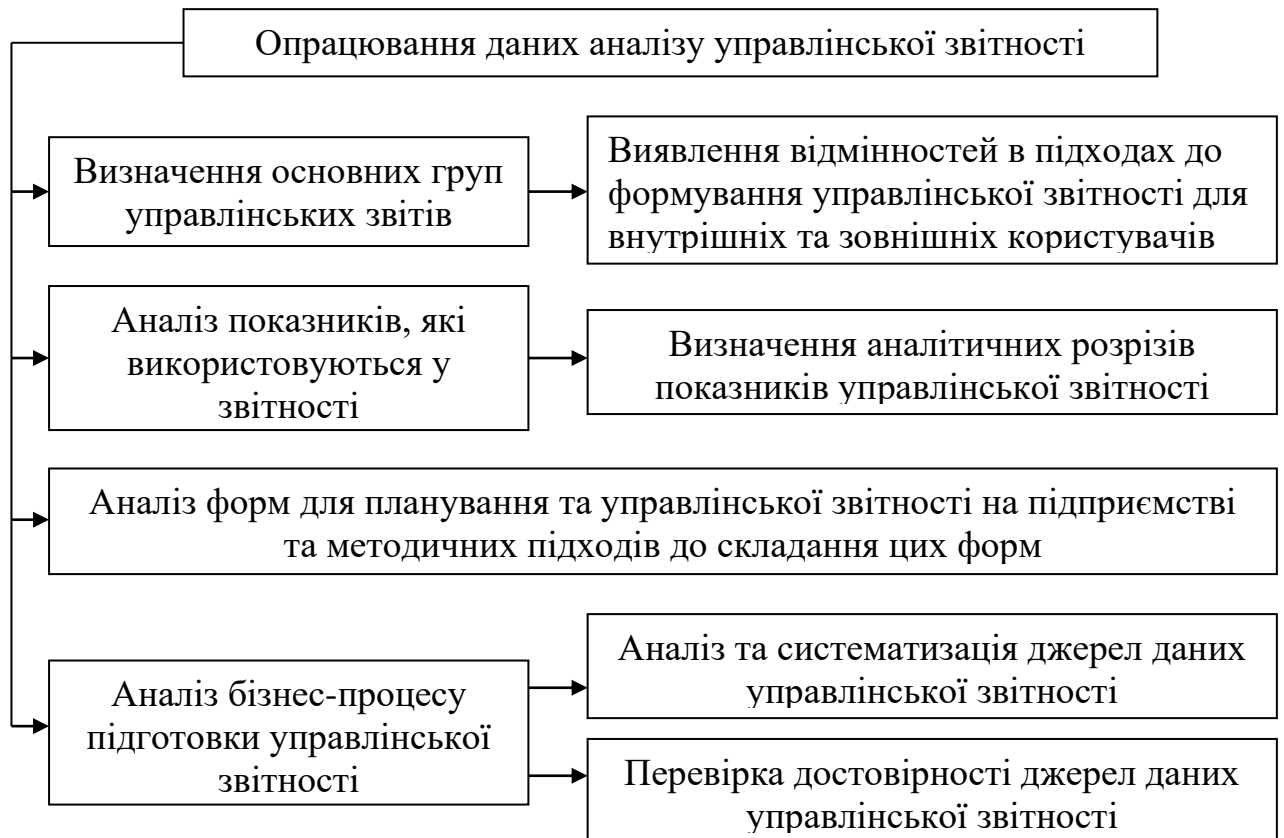 Опрацювання даних аналізу управлінської звітності
Визначення основних груп
управлінських звітів
Виявлення відмінностей в підходах до
формування управлінської звітності для
внутрішніх та зовнішніх користувачів
Аналіз показників, які
використовуються у
звітності
Визначення аналітичних розрізів
показників управлінської звітності
Аналіз форм для планування та управлінської звітності на підприємстві
та методичних підходів до складання цих форм
Аналіз бізнес-процесу
підготовки управлінської
звітності
Аналіз та систематизація джерел даних
управлінської звітності
Перевірка достовірності джерел даних
управлінської звітності